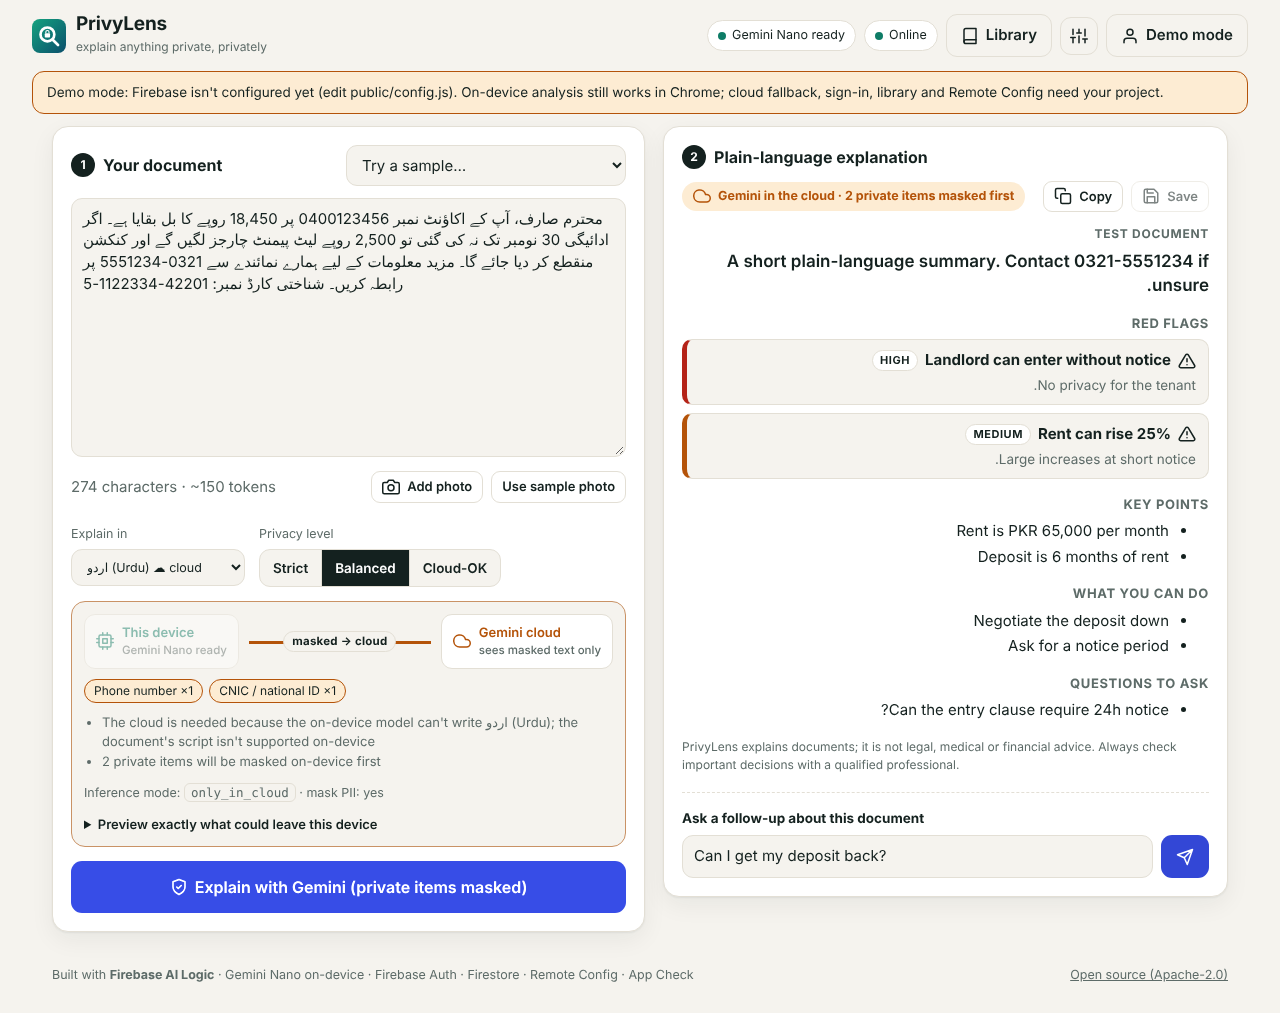 PrivyLens
explain anything private, privately
Gemini Nano ready
Online
Library
Demo mode
Demo mode: Firebase isn't configured yet (edit public/config.js). On-device analysis still works in Chrome; cloud fallback, sign-in, library and Remote Config need your project.
1 Your document
Try a sample...
محترم صارف، آپ کے اکاؤنٹ نمبر 0400123456 پر 18,450 روپے کا بل بقایا ہے۔ اگر
ادائیگی 30 نومبر تک نہ کی گئی تو 2,500 روپے لیٹ پیمنٹ چارجز لگیں گے اور کنکشن
منقطع کر دیا جائے گا۔ مزید معلومات کے لیے ہمارے نمائندے سے 0321-5551234 پر
رابطہ کریں۔ شناختی کارڈ نمبر: 42201-1122334-5
274 characters · ~150 tokens
Add photo
Use sample photo
Explain in
Privacy level
اردو (Urdu) ☁ cloud
Strict
Balanced
Cloud-OK
This device
Gemini Nano ready
masked → cloud
Gemini cloud
sees masked text only
Phone number ×1
CNIC / national ID ×1
• The cloud is needed because the on-device model can't write اردو (Urdu); the
document's script isn't supported on-device
• 2 private items will be masked on-device first
Inference mode: only_in_cloud · mask PII: yes
▶ Preview exactly what could leave this device
Explain with Gemini (private items masked)
2 Plain-language explanation
Gemini in the cloud · 2 private items masked first
Copy
Save
TEST DOCUMENT
A short plain-language summary. Contact 0321-5551234 if
unsure.
RED FLAGS
Landlord can enter without notice HIGH
No privacy for the tenant.
Rent can rise 25% MEDIUM
Large increases at short notice.
KEY POINTS
• Rent is PKR 65,000 per month
• Deposit is 6 months of rent
WHAT YOU CAN DO
• Negotiate the deposit down
• Ask for a notice period
QUESTIONS TO ASK
• Can the entry clause require 24h notice?
PrivyLens explains documents; it is not legal, medical or financial advice. Always check
important decisions with a qualified professional.
Ask a follow-up about this document
Can I get my deposit back?
Built with Firebase AI Logic · Gemini Nano on-device · Firebase Auth · Firestore · Remote Config · App Check
Open source (Apache-2.0)